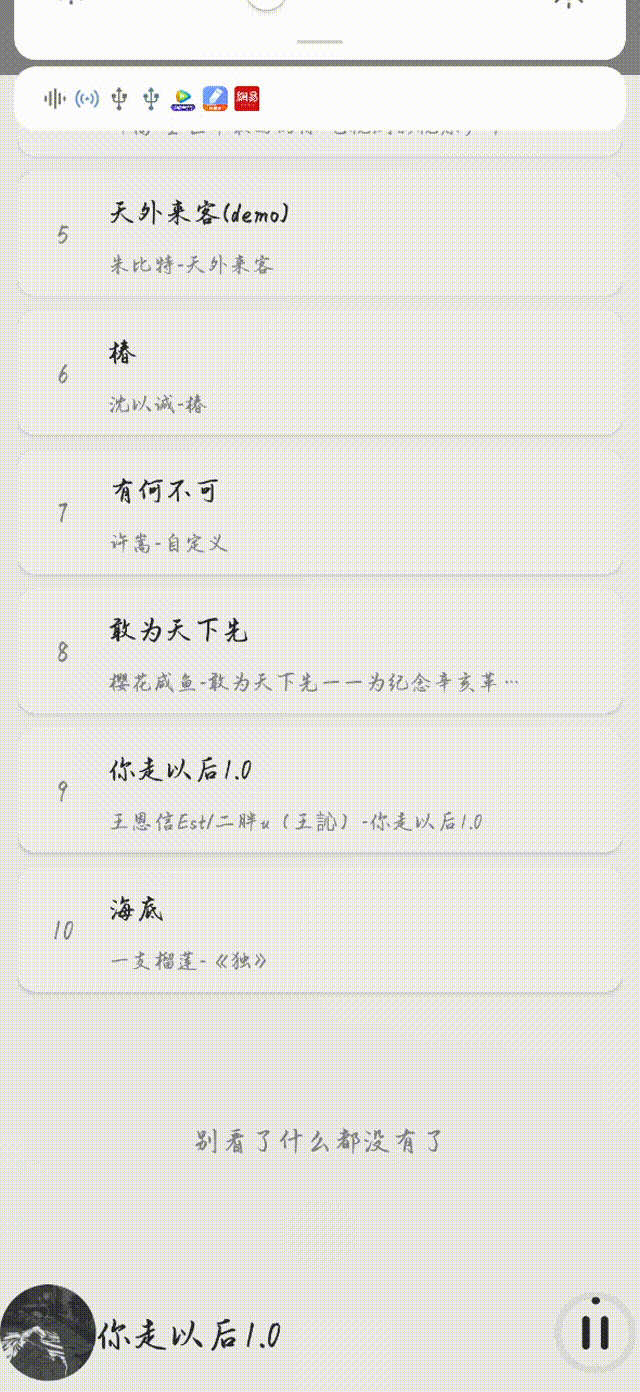 網易
5
天外来客(demo)
朱比特-天外来客
6
椿
沈以诚-椿
7
有何不可
许嵩-自定义
8
敢为天下先
樱花咸鱼-敢为天下先——为纪念辛亥革…
9
你走以后1.0
王恩信Est/二胖u（王訫）-你走以后1.0
10
海底
一支榴莲-《独》
别看了什么都没有了
你走以后1.0